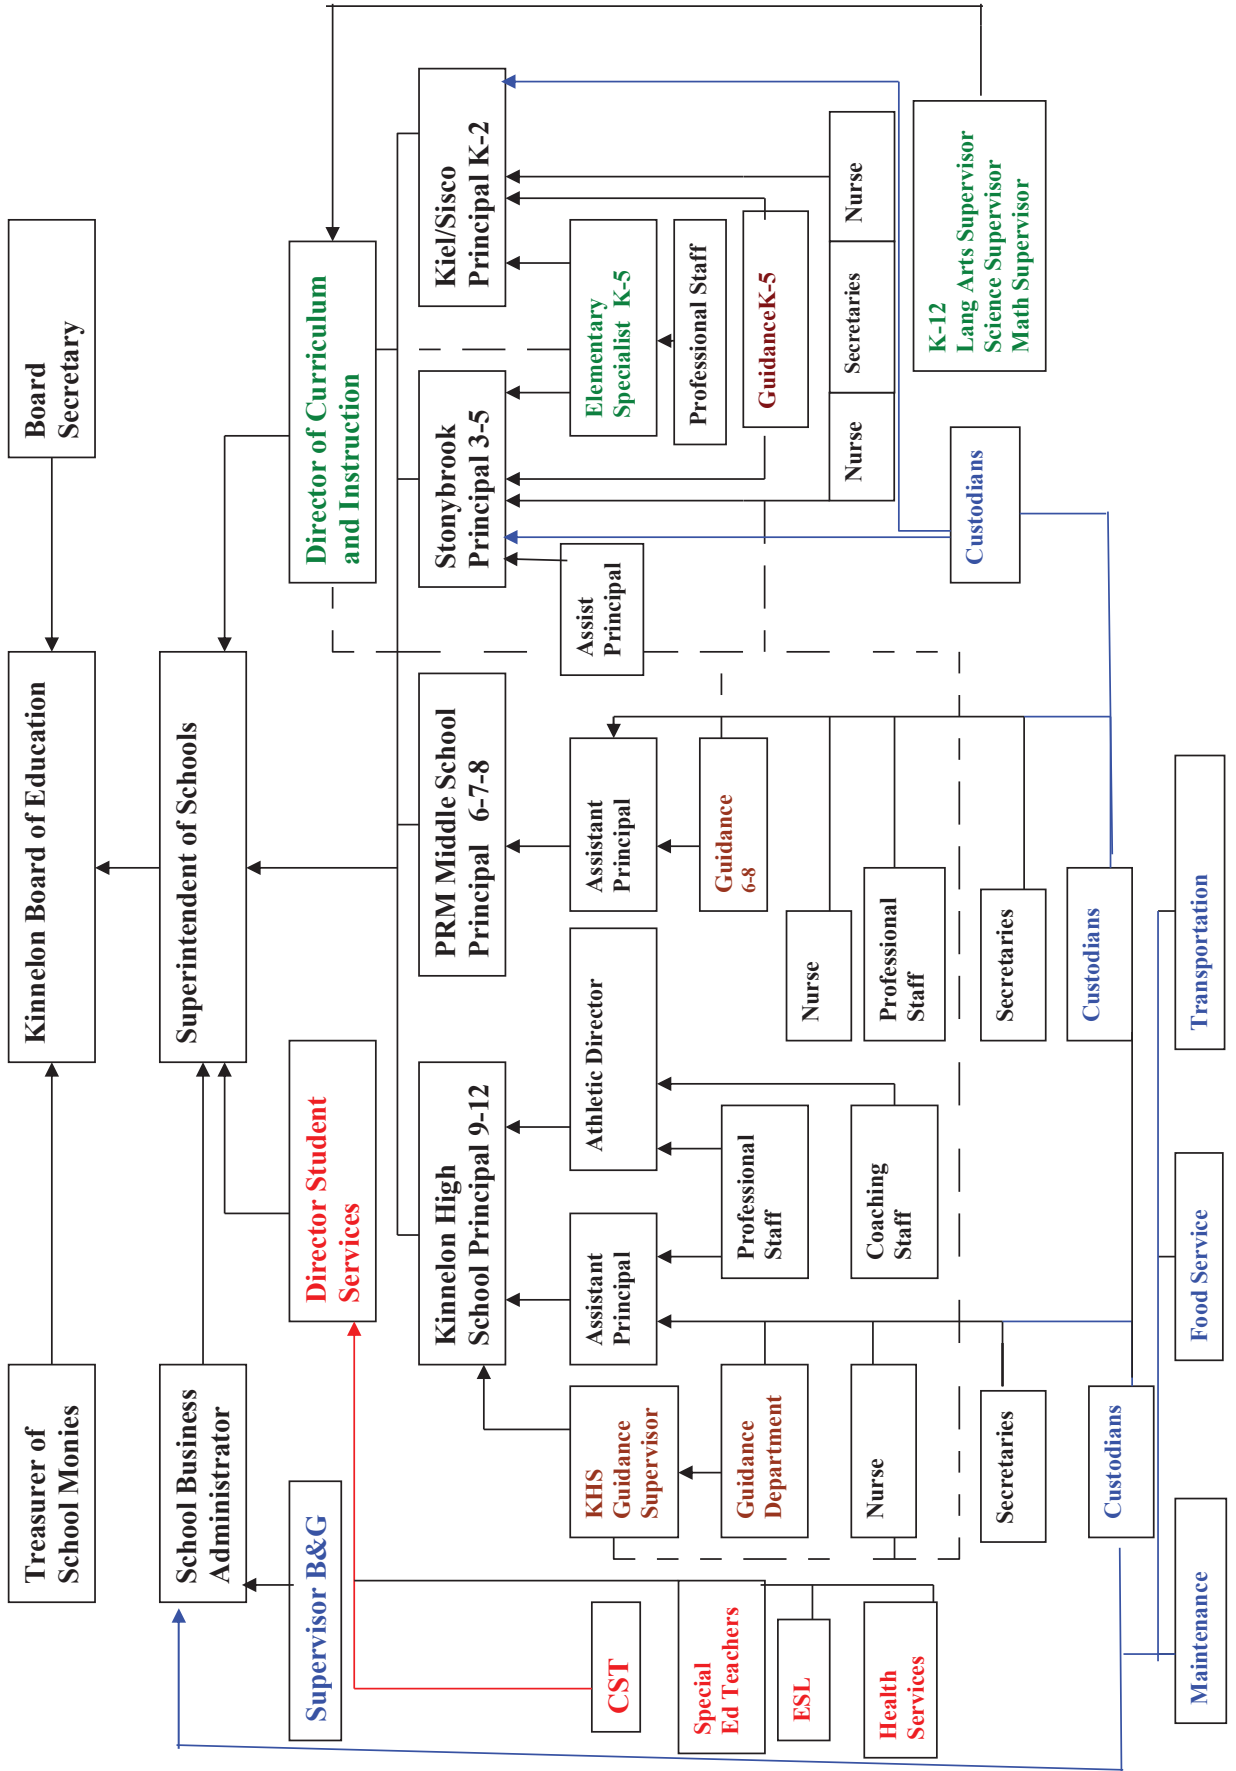 Treasurer of
School Monies
Kinnelon Board of Education
Board
Secretary
School Business
Administrator
Superintendent of Schools
Supervisor B&G
Director Student
Services
Director of Curriculum
and Instruction
Kinnelon High
School Principal 9-12
PRM Middle School
Principal 6-7-8
Stonybrook
Principal 3-5
Kiel/Sisco
Principal K-2
CST
KHS
Guidance
Supervisor
Assistant
Principal
Athletic Director
Assistant
Principal
Assist
Principal
Elementary
Specialist K-5
Special
Ed Teachers
Guidance
Department
Professional
Staff
Guidance
6-8
Professional Staff
GuidanceK-5
ESL
Nurse
Nurse
Secretaries
Nurse
Health
Services
Nurse
Coaching
Staff
Professional
Staff
Secretaries
Secretaries
Custodians
K-12
Lang Arts Supervisor
Science Supervisor
Math Supervisor
Custodians
Custodians
Maintenance
Food Service
Transportation